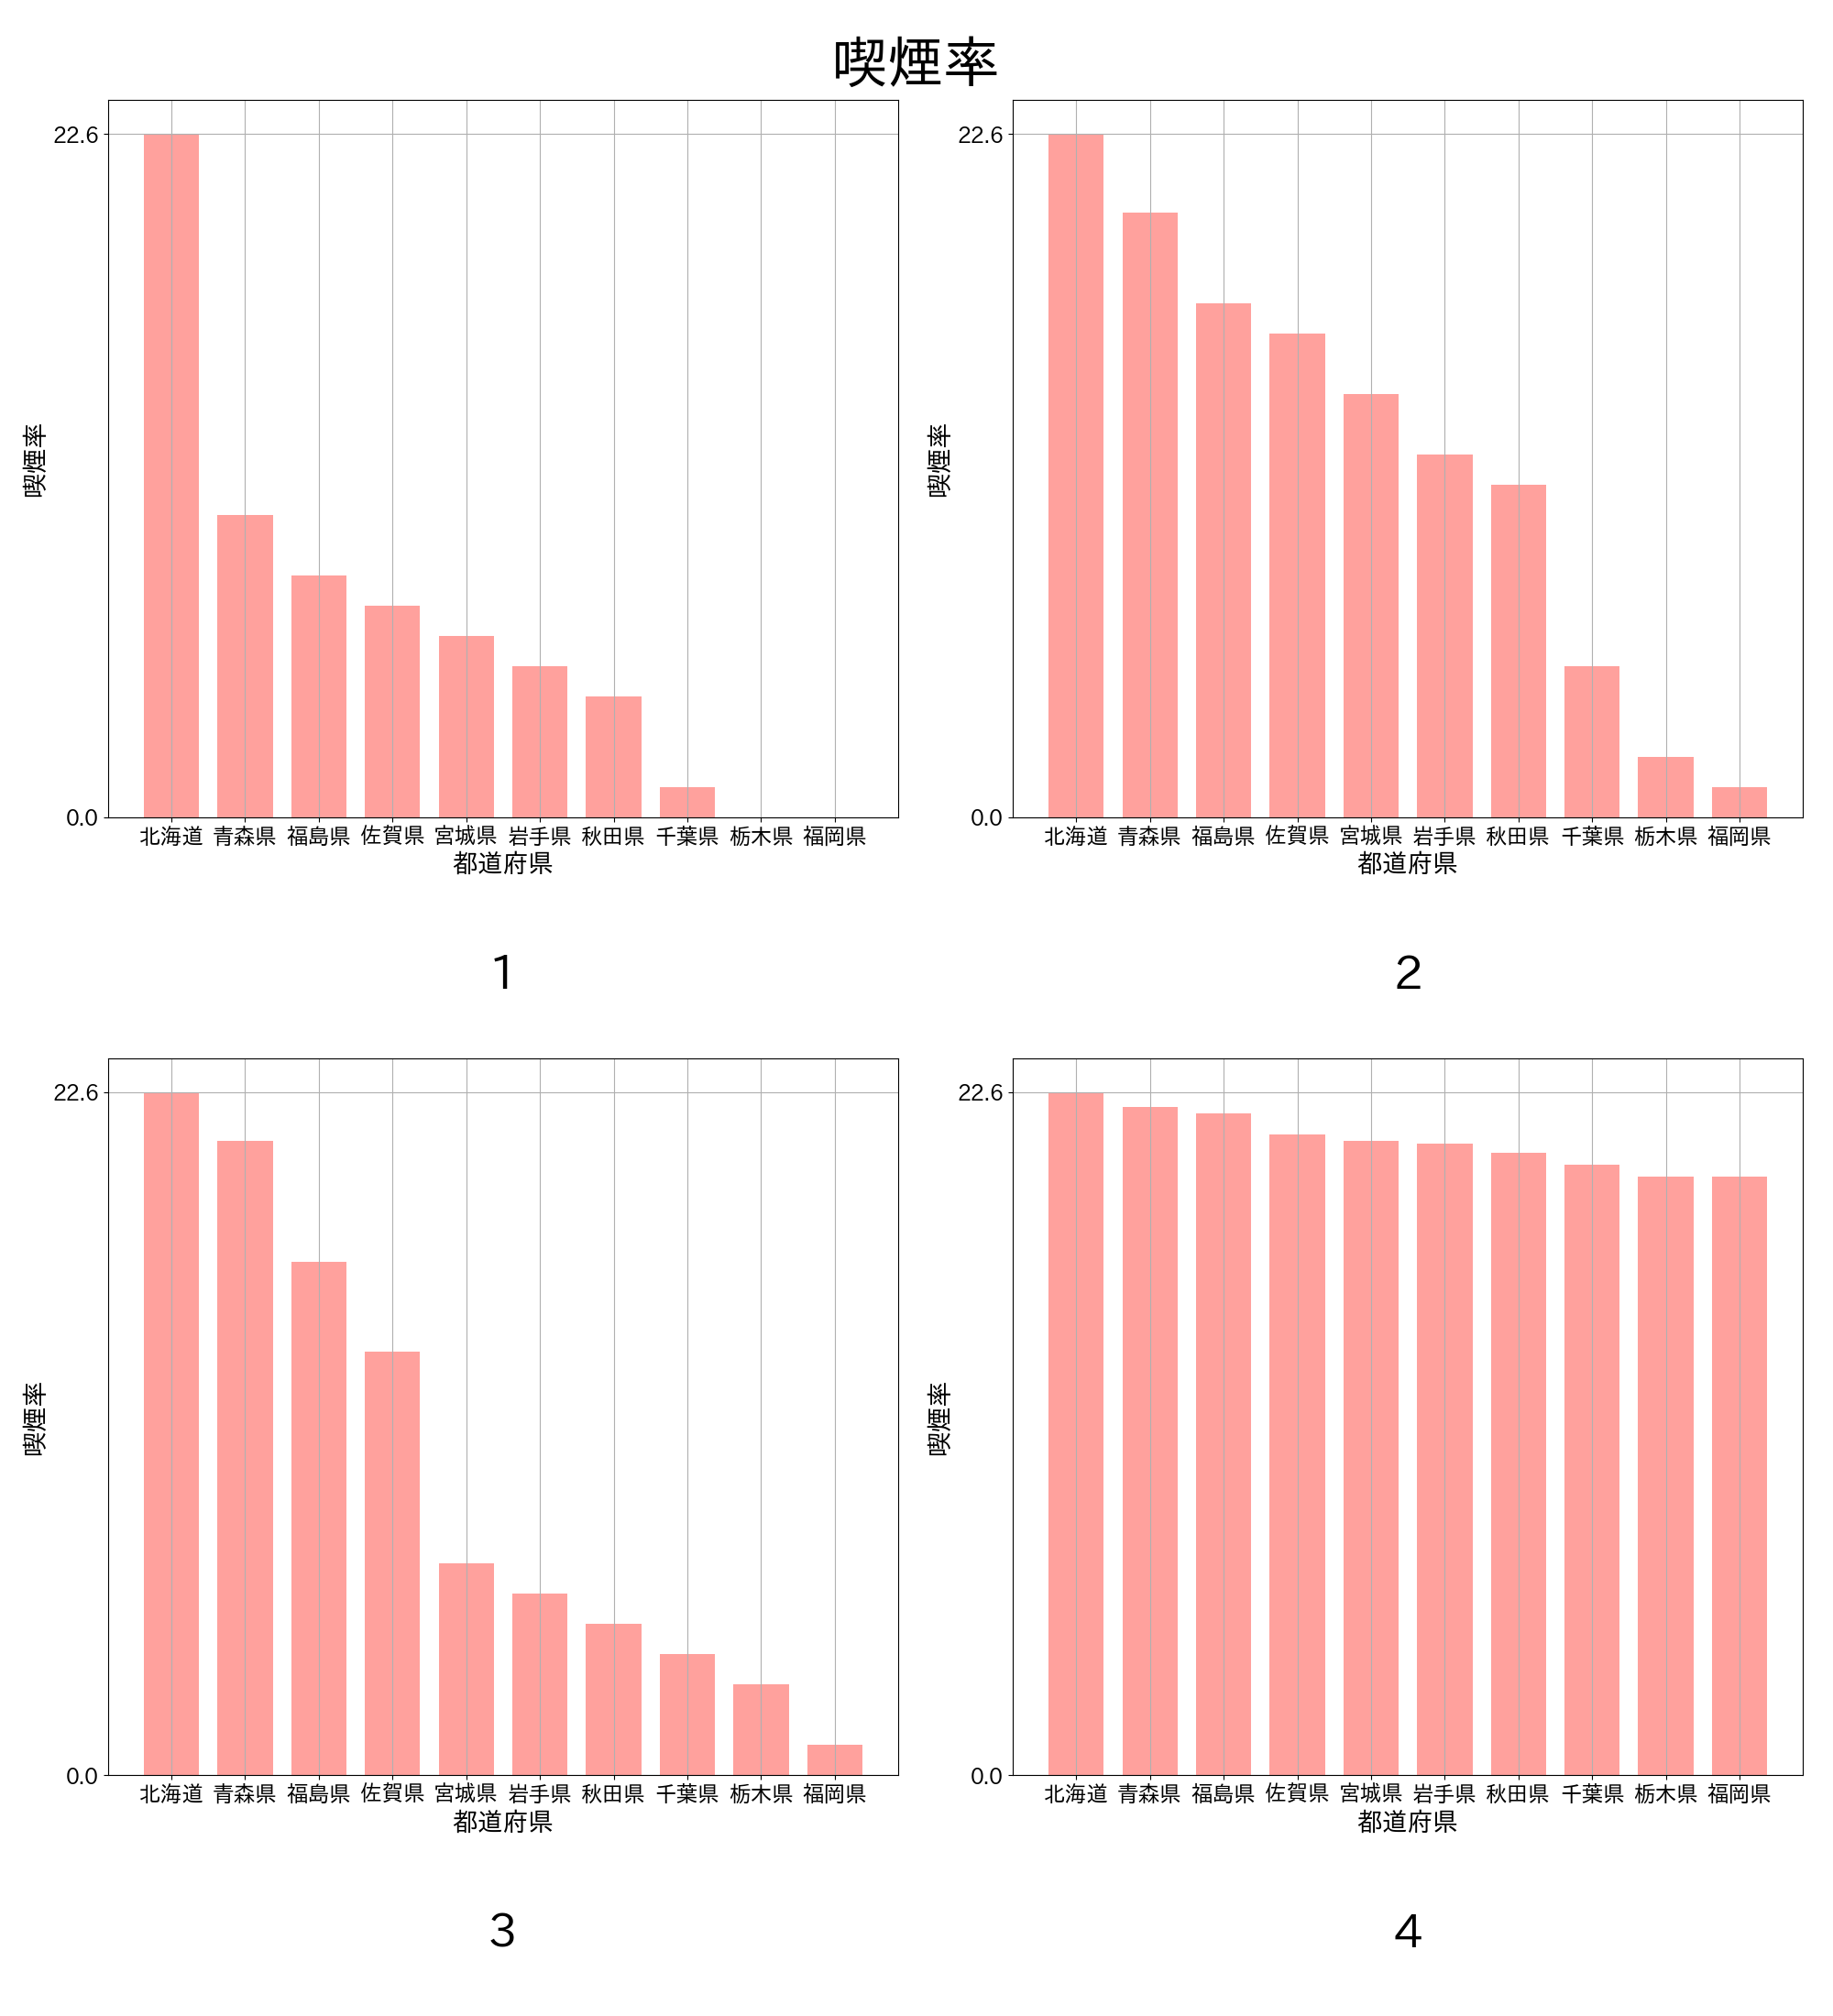 喫煙率
22.6
喫煙率
0.0
北海道 青森県 福島県 佐賀県 宮城県 岩手県 秋田県 千葉県 栃木県 福岡県
都道府県
1
22.6
喫煙率
0.0
北海道 青森県 福島県 佐賀県 宮城県 岩手県 秋田県 千葉県 栃木県 福岡県
都道府県
2
22.6
喫煙率
0.0
北海道 青森県 福島県 佐賀県 宮城県 岩手県 秋田県 千葉県 栃木県 福岡県
都道府県
3
22.6
喫煙率
0.0
北海道 青森県 福島県 佐賀県 宮城県 岩手県 秋田県 千葉県 栃木県 福岡県
都道府県
4